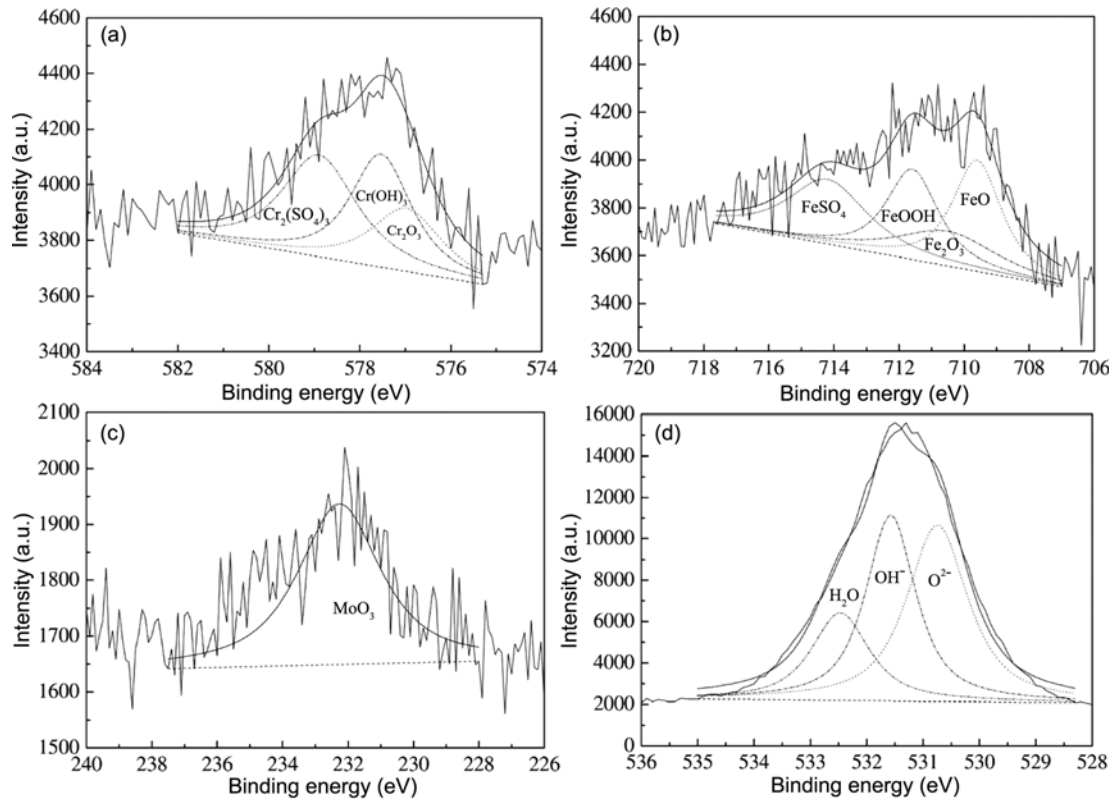 (a)
Intensity (a.u.)
4600
4400
4200
4000
3800
3600
3400
Cr₂(SO₄)₃
Cr(OH)₃
Cr₂O₃
584 582 580 578 576 574
Binding energy (eV)
(b)
Intensity (a.u.)
4600
4400
4200
4000
3800
3600
3400
3200
FeSO₄
FeOOH
Fe₂O₃
FeO
720 718 716 714 712 710 708 706
Binding energy (eV)
(c)
Intensity (a.u.)
2100
2000
1900
1800
1700
1600
1500
MoO₃
240 238 236 234 232 230 228 226
Binding energy (eV)
(d)
Intensity (a.u.)
16000
14000
12000
10000
8000
6000
4000
2000
0
H₂O
OH⁻
O²⁻
536 535 534 533 532 531 530 529 528
Binding energy (eV)